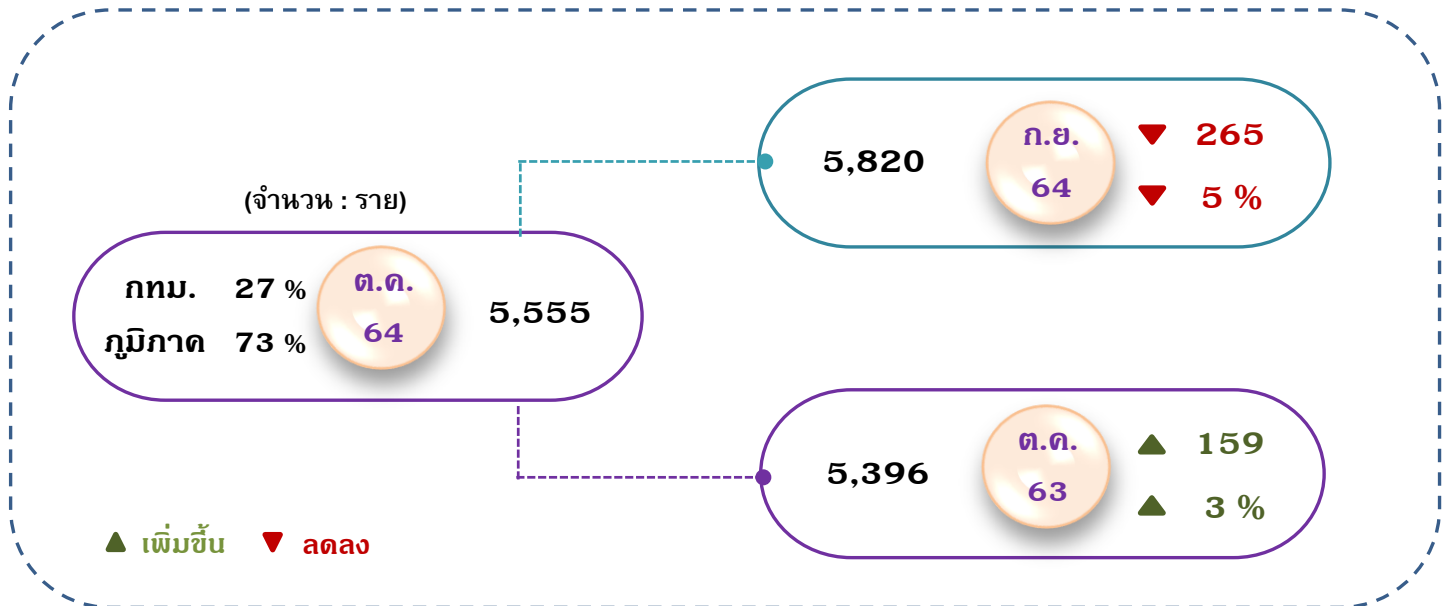 (จำนวน : ราย)
กทม. 27 %
ภูมิภาค 73 %
ต.ค.
64
5,555
5,820
ก.ย.
64
▼ 265
▼ 5 %
5,396
ต.ค.
63
▲ 159
▲ 3 %
▲ เพิ่มขึ้น ▼ ลดลง